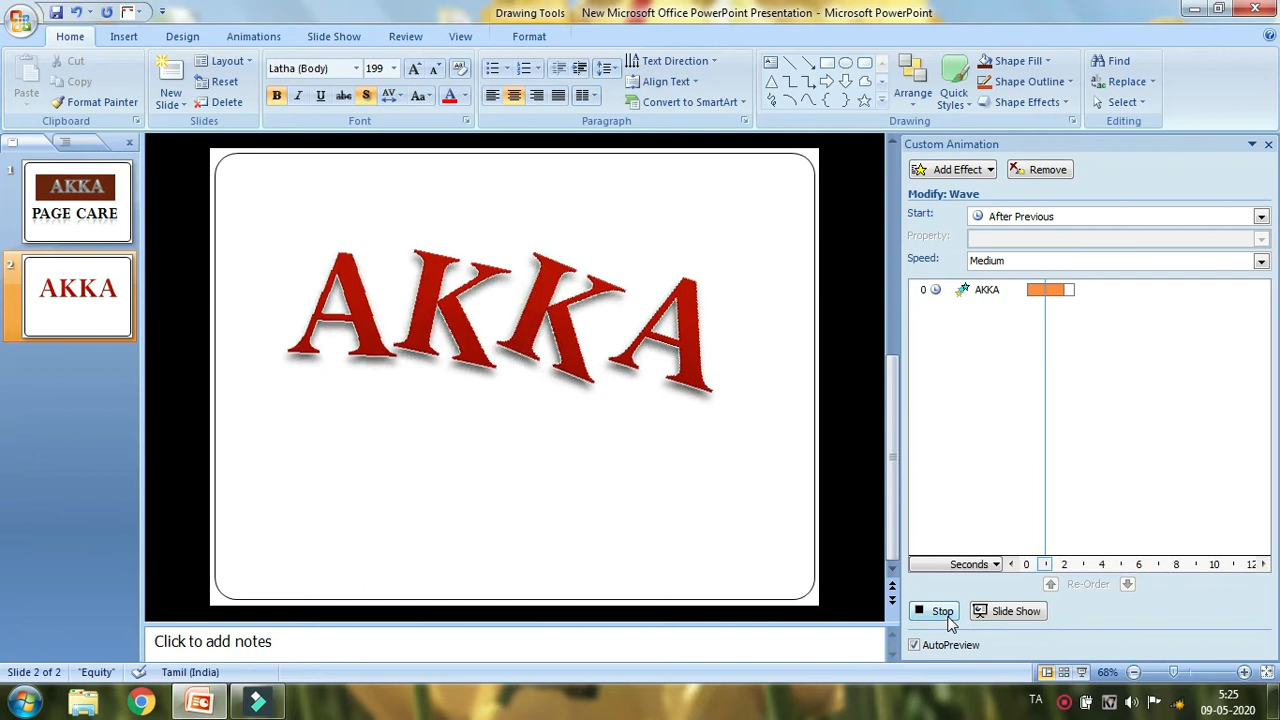 Drawing Tools New Microsoft Office PowerPoint Presentation - Microsoft PowerPoint
Home Insert Design Animations Slide Show Review View Format
Paste
Cut
Copy
Format Painter
Clipboard
New Slide
Layout
Reset
Delete
Slides
Latha (Body) 199
B I U abe S AV Aa A
Font
Text Direction
Align Text
Convert to SmartArt
Paragraph
Arrange
Quick Styles
Shape Fill
Shape Outline
Shape Effects
Drawing
Find
Replace
Select
Editing
1
AKKA
PAGE CARE
2
AKKA
AKKA
Click to add notes
Custom Animation
Add Effect Remove
Modify: Wave
Start: After Previous
Property:
Speed: Medium
0 AKKA
Seconds 0 2 4 6 8 10 12
Re-Order
Stop Slide Show
AutoPreview
Slide 2 of 2 "Equity" Tamil (India) 68%
TA 5:25
09-05-2020